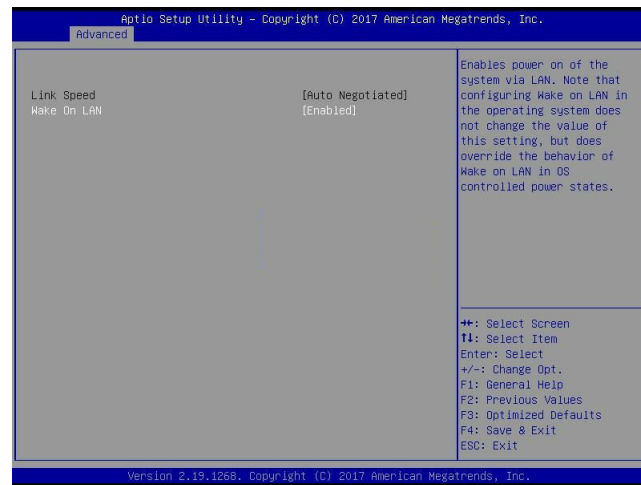 Aptio Setup Utility – Copyright (C) 2017 American Megatrends, Inc.
Advanced
Link Speed [Auto Negotiated]
Wake On LAN [Enabled]
Enables power on of the
system via LAN. Note that
configuring Wake on LAN in
the operating system does
not change the value of
this setting, but does
override the behavior of
Wake on LAN in OS
controlled power states.
→←: Select Screen
↑↓: Select Item
Enter: Select
+/-: Change Opt.
F1: General Help
F2: Previous Values
F3: Optimized Defaults
F4: Save & Exit
ESC: Exit
Version 2.19.1268. Copyright (C) 2017 American Megatrends, Inc.